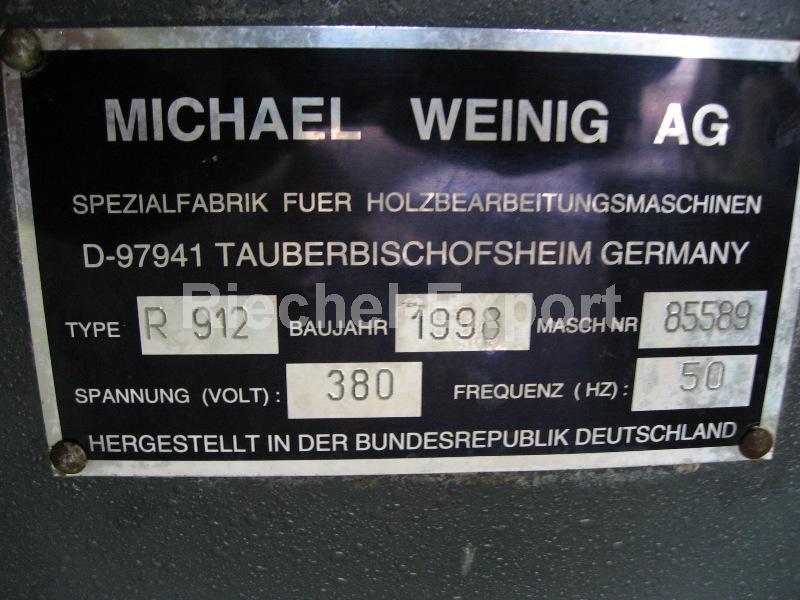 MICHAEL WEINIG AG
SPEZIALFABRIK FUER HOLZBEARBEITUNGSMASCHINEN
D-97941 TAUBERBISCHOFSHEIM GERMANY
Riechel-Export
TYPE R 912 BAUJAHR 1998 MASCH NR 85589
SPANNUNG (VOLT): 380 FREQUENZ (HZ): 50
HERGESTELLT IN DER BUNDESREPUBLIK DEUTSCHLAND